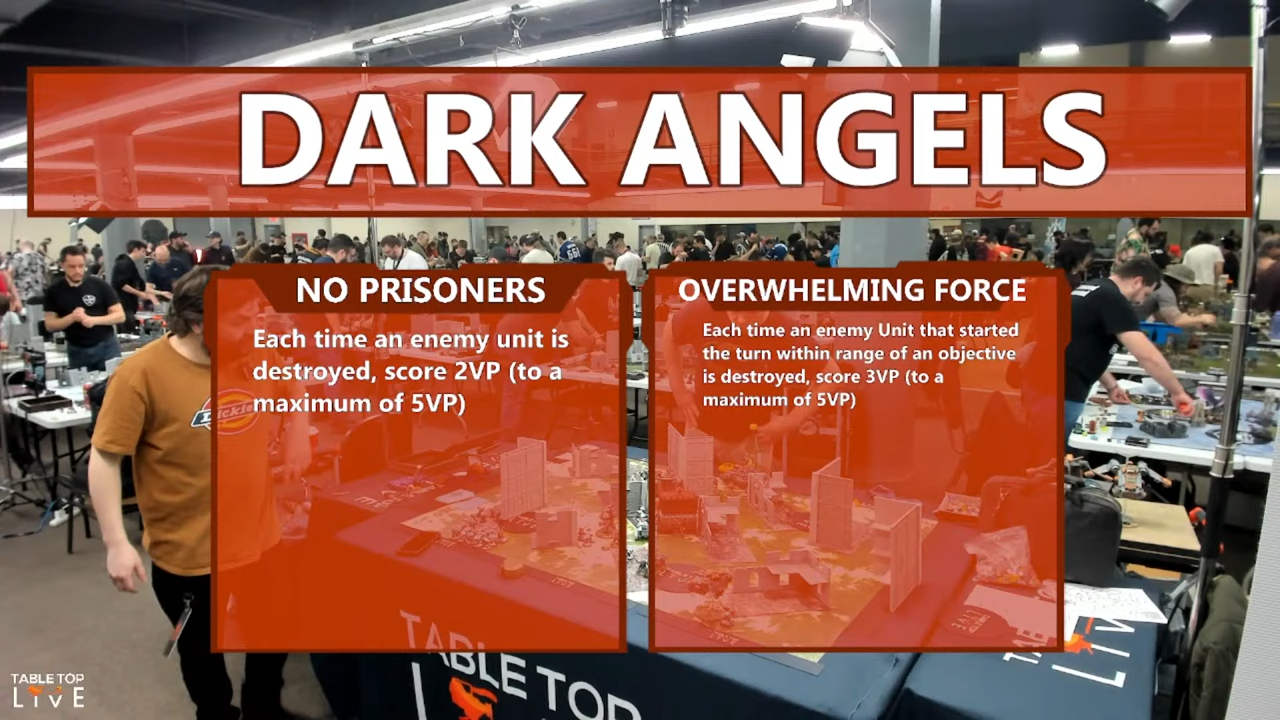 DARK ANGELS
NO PRISONERS
Each time an enemy unit is
destroyed, score 2VP (to a
maximum of 5VP)
OVERWHELMING FORCE
Each time an enemy Unit that started
the turn within range of an objective
is destroyed, score 3VP (to a
maximum of 5VP)
Dickies
TABLE TOP
TABLE TOP
LIVE